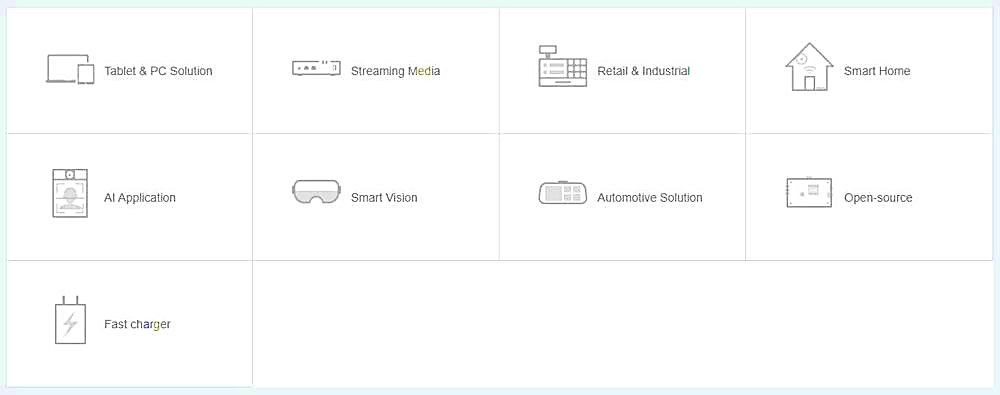 Tablet & PC Solution
Streaming Media
Retail & Industrial
Smart Home
AI Application
Smart Vision
Automotive Solution
Open-source
Fast charger